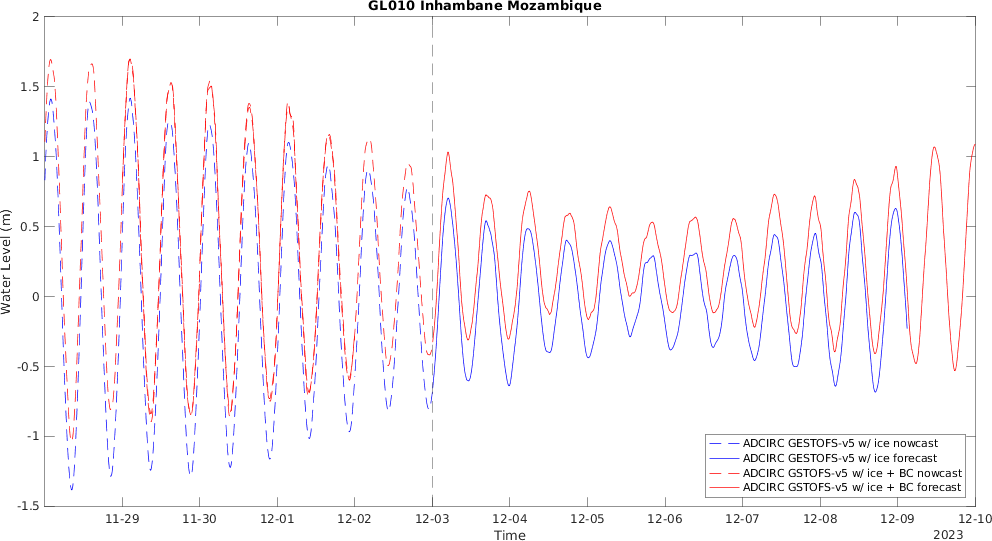 GL010 Inhambane Mozambique
2
1.5
1
0.5
0
-0.5
-1
-1.5
Water Level (m)
ADCIRC GESTOFS-v5 w/ ice nowcast
ADCIRC GESTOFS-v5 w/ ice forecast
ADCIRC GSTOFS-v5 w/ ice + BC nowcast
ADCIRC GSTOFS-v5 w/ ice + BC forecast
11-29 11-30 12-01 12-02 12-03 12-04 12-05 12-06 12-07 12-08 12-09 12-10
Time
2023